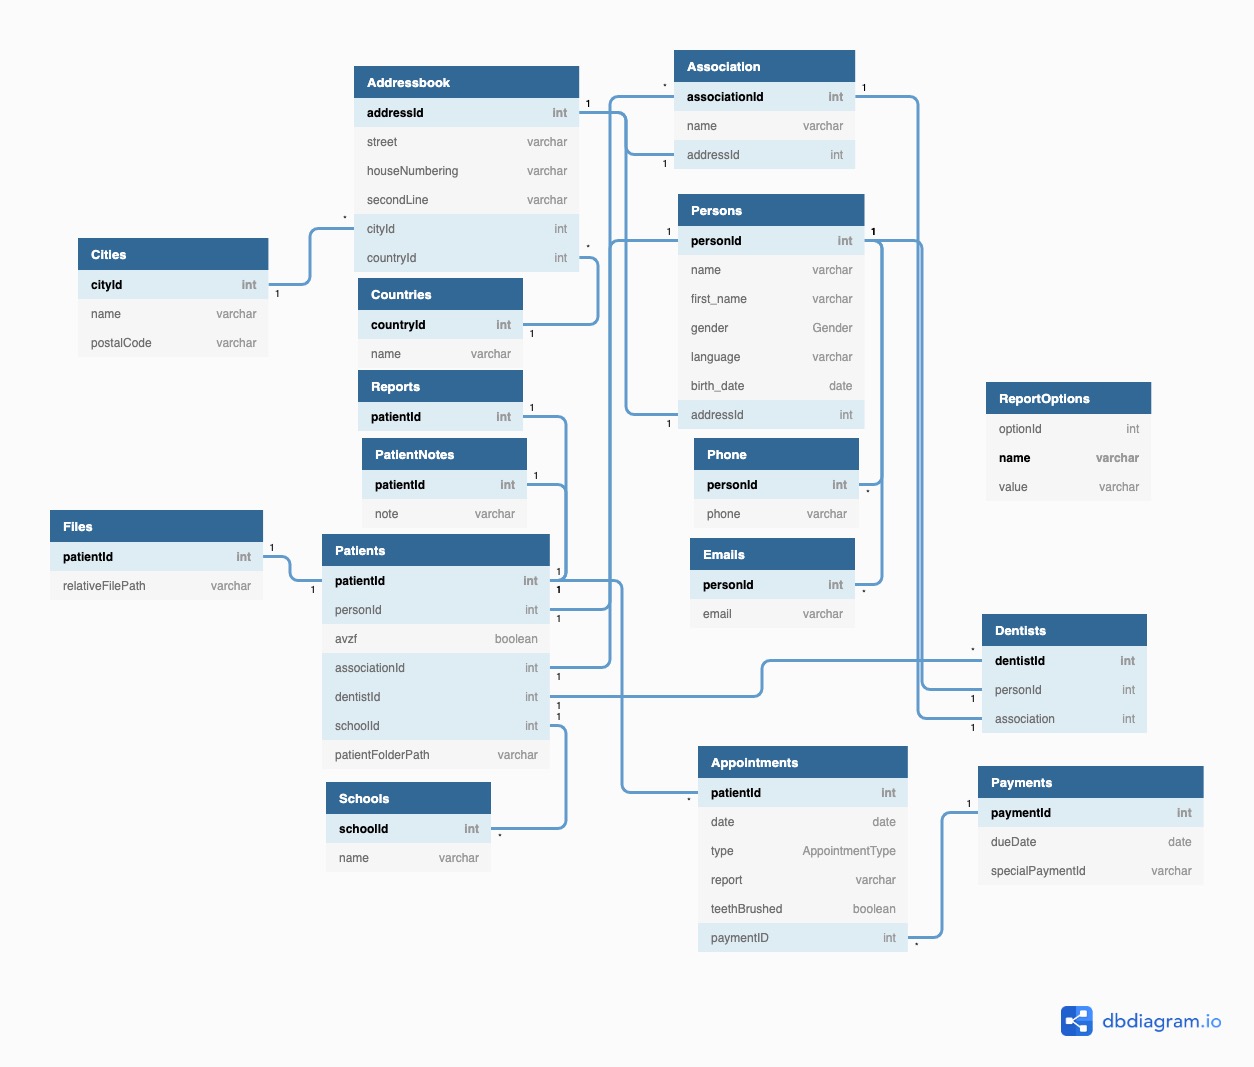 Addressbook
addressId int
street varchar
houseNumbering varchar
secondLine varchar
cityId int
countryId int
Association
associationId int
name varchar
addressId int
Cities
cityId int
name varchar
postalCode varchar
Countries
countryId int
name varchar
Persons
personId int
name varchar
first_name varchar
gender Gender
language varchar
birth_date date
addressId int
Reports
patientId int
ReportOptions
optionId int
name varchar
value varchar
PatientNotes
patientId int
note varchar
Phone
personId int
phone varchar
Files
patientId int
relativeFilePath varchar
Patients
patientId int
personId int
avzf boolean
associationId int
dentistId int
schoolId int
patientFolderPath varchar
Emails
personId int
email varchar
Dentists
dentistId int
personId int
association int
Schools
schoolId int
name varchar
Appointments
patientId int
date date
type AppointmentType
report varchar
teethBrushed boolean
paymentID int
Payments
paymentId int
dueDate date
specialPaymentId varchar
1
*
1
1
*
1
*
*
1
1
1
1
1
1
1
1
1
1
1
1
1
1
*
*
*
*
1
1
*
1
*
dbdiagram.io